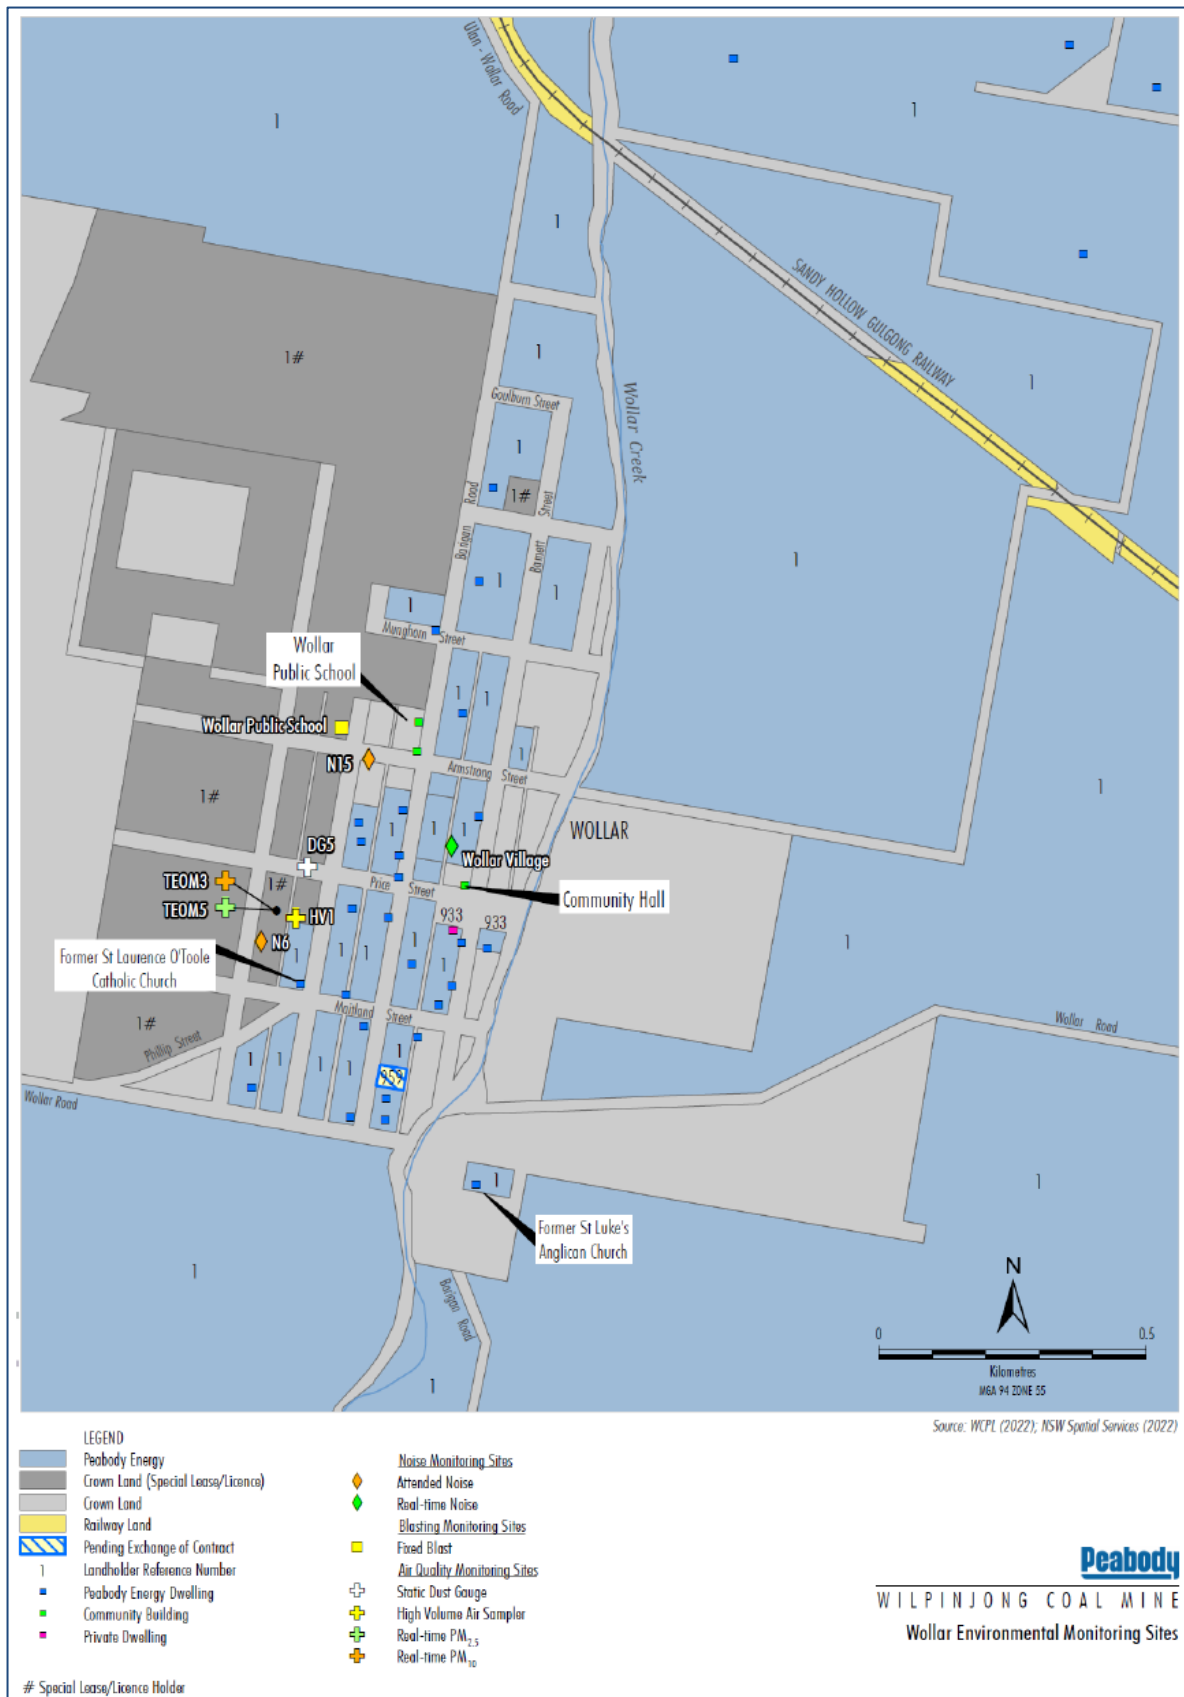 Ulan - Wollar Road
1
1
1
SANDY HOLLOW GULGONG RAILWAY
1#
1
1
Wollar Creek
Goulburn Street
1
1#
Barigan Road
Barnett Street
1
1
1
1
Munghorn Street
Wollar
Public School
1
1
Wollar Public School
N15
1
Armstrong Street
1#
1
1
1
WOLLAR
DG5
Wollar Village
TEOM3
1#
Price Street
Community Hall
TEOM5
HV1
933
933
N6
1
1
1
1
1
1
Former St Laurence O'Toole
Catholic Church
1#
Maitland Street
Phillip Street
Wollar Road
1
1
1
1
1
959
Wollar Road
1
1
1
Former St Luke's
Anglican Church
1
Barigan Road
1
N
0
0.5
Kilometres
MGA 94 ZONE 55
Source: WCPL (2022); NSW Spatial Services (2022)
LEGEND
Peabody Energy
Crown Land (Special Lease/Licence)
Crown Land
Railway Land
Pending Exchange of Contract
1 Landholder Reference Number
Peabody Energy Dwelling
Community Building
Private Dwelling
# Special Lease/Licence Holder
Noise Monitoring Sites
Attended Noise
Real-time Noise
Blasting Monitoring Sites
Fixed Blast
Air Quality Monitoring Sites
Static Dust Gauge
High Volume Air Sampler
Real-time PM2.5
Real-time PM10
Peabody
WILPINJONG COAL MINE
Wollar Environmental Monitoring Sites